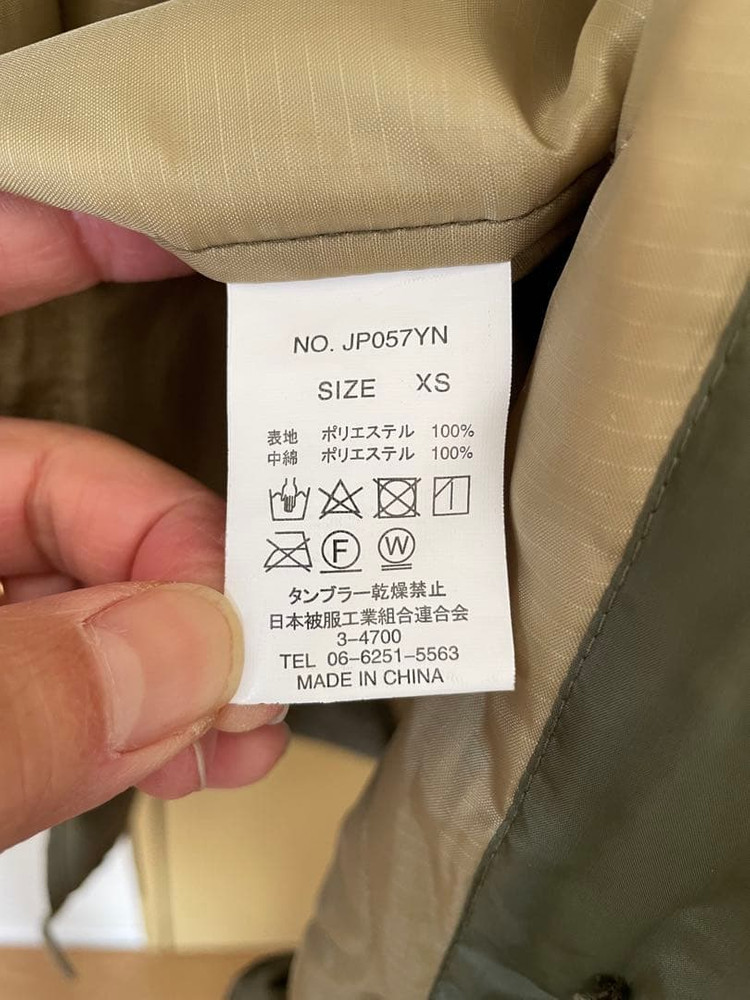 NO. JP057YN
SIZE XS
表地 ポリエステル 100%
中綿 ポリエステル 100%
F W
タンブラー乾燥禁止
日本被服工業組合連合会
3-4700
TEL 06-6251-5563
MADE IN CHINA